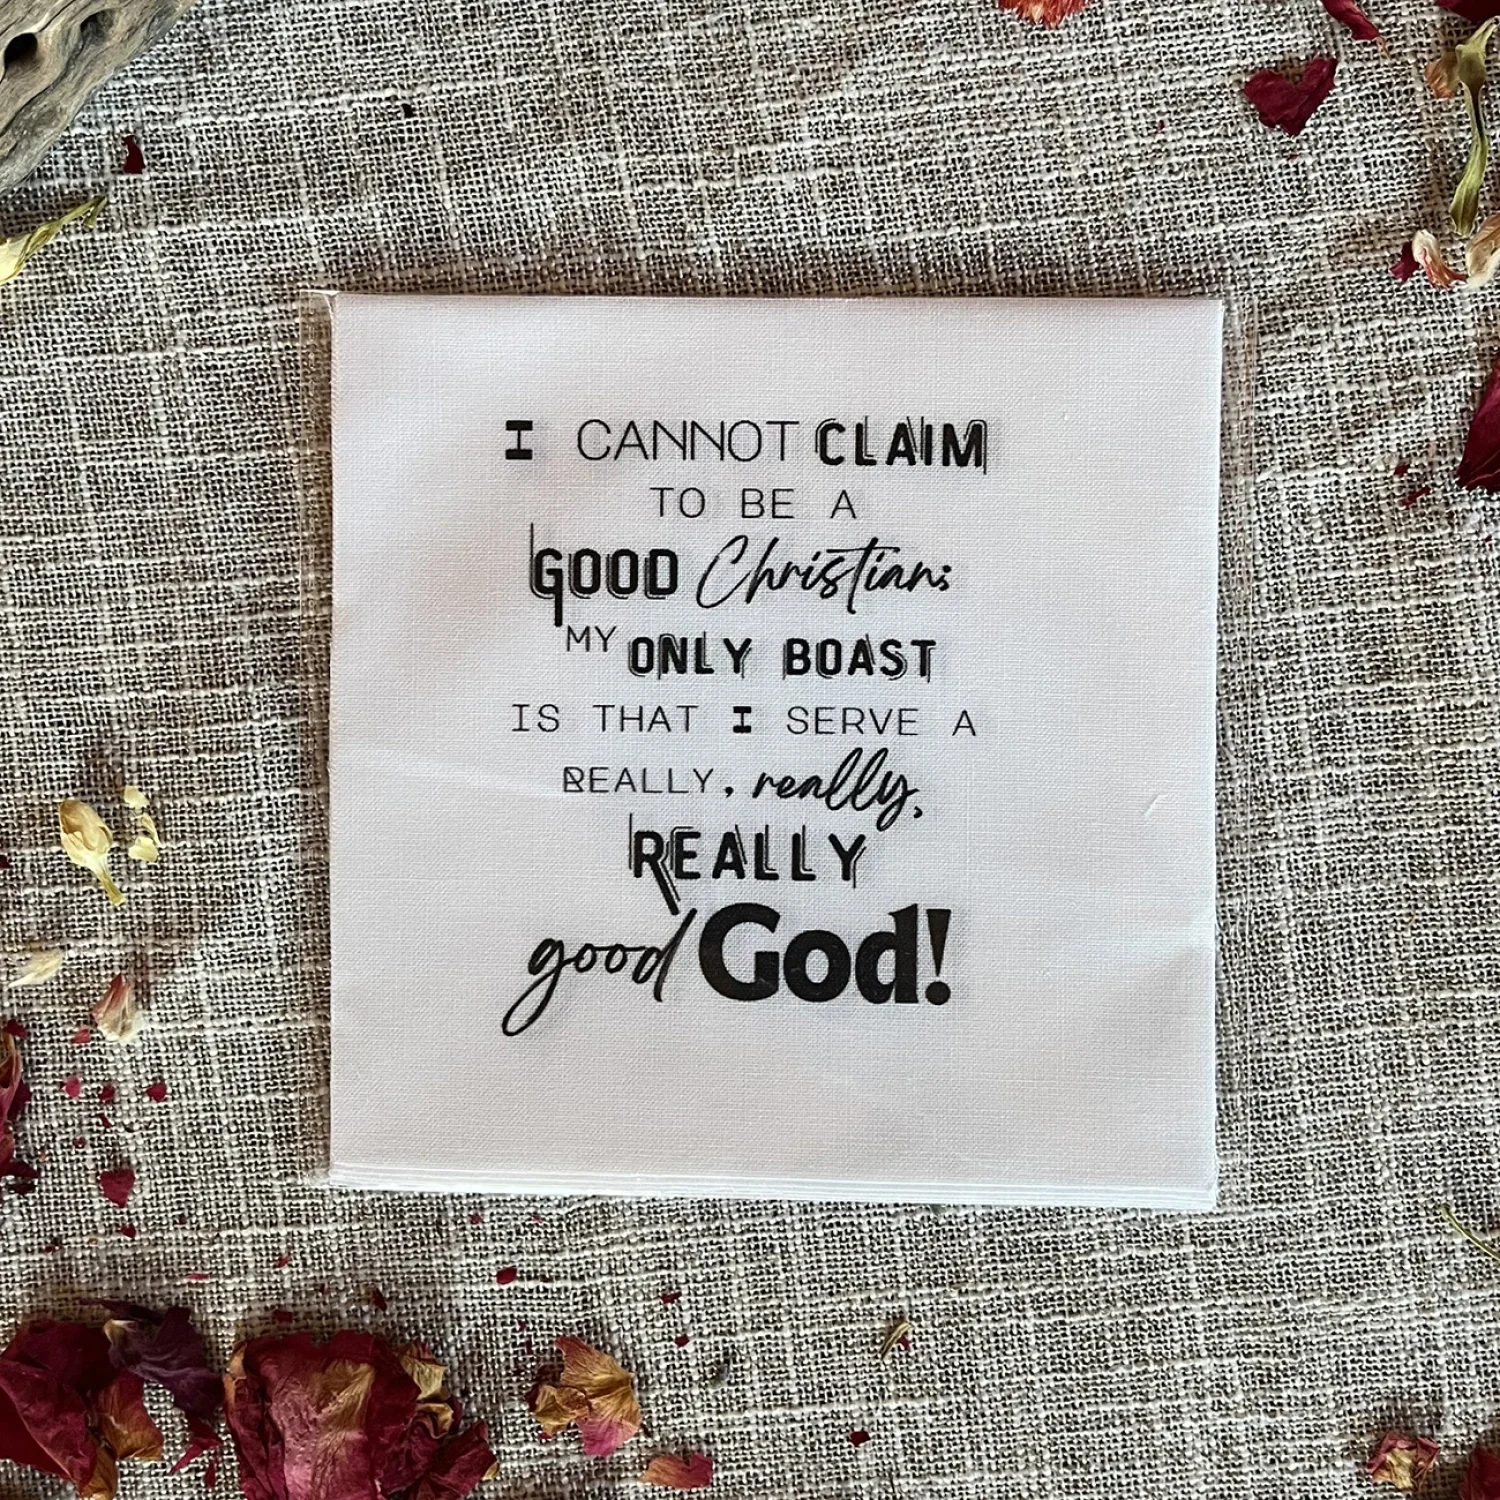 I CANNOT CLAIM
TO BE A
GOOD Christian;
MY ONLY BOAST
IS THAT I SERVE A
REALLY, really,
REALLY
good God!